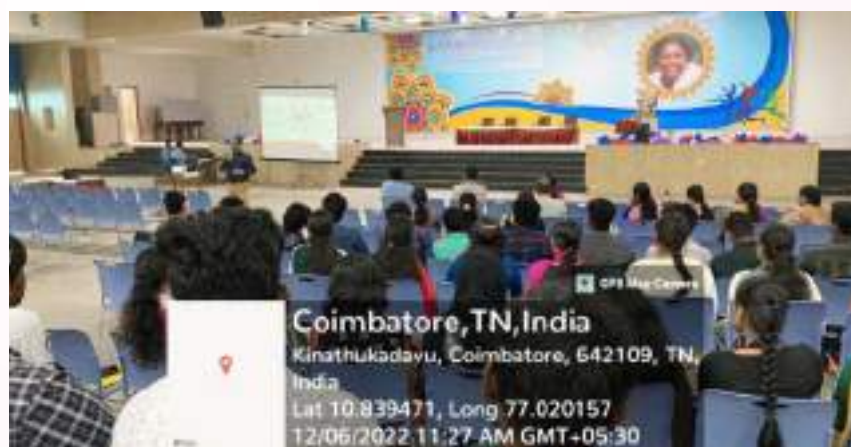 GPS Map Camera
Coimbatore,TN,India
Kinathukadavu, Coimbatore, 642109, TN,
India
Lat 10.839471, Long 77.020157
12/06/2022 11:27 AM GMT+05:30